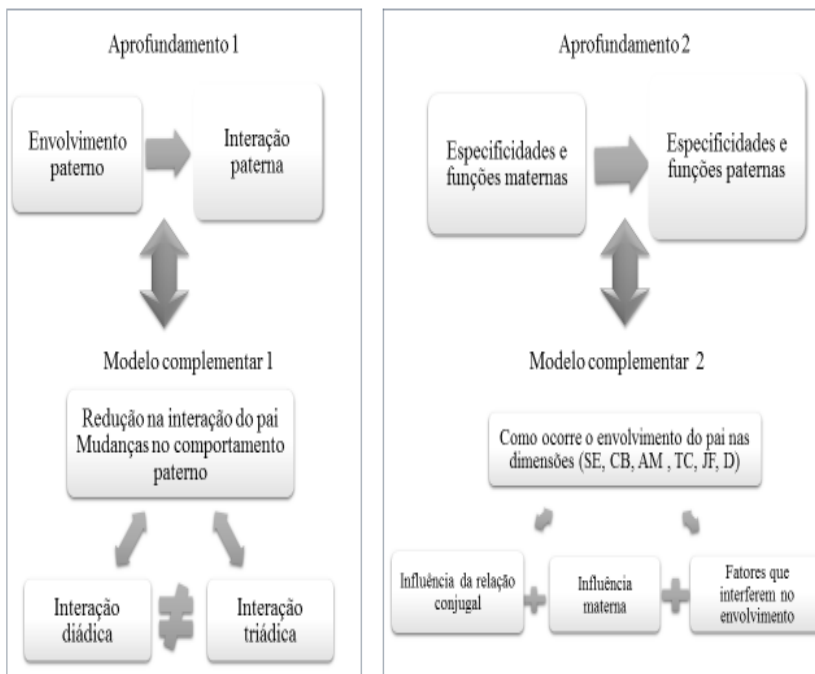 Aprofundamento 1
Envolvimento
paterno
Interação
paterna
Modelo complementar 1
Redução na interação do pai
Mudanças no comportamento
paterno
Interação
diádica
Interação
triádica
Aprofundamento 2
Especificidades e
funções maternas
Especificidades e
funções paternas
Modelo complementar 2
Como ocorre o envolvimento do pai nas
dimensões (SE, CB, AM , TC, JF, D)
Influência da relação
conjugal
Influência
materna
Fatores que
interferem no
envolvimento